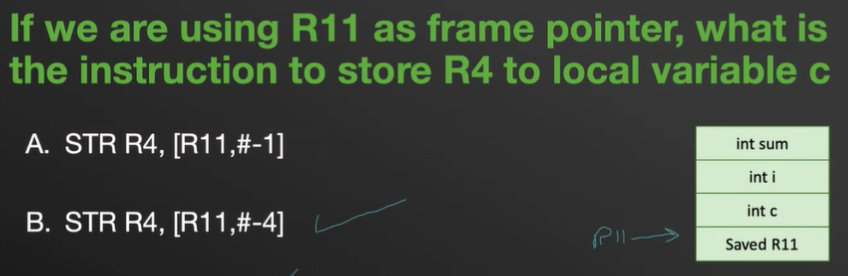 If we are using R11 as frame pointer, what is
the instruction to store R4 to local variable c
A. STR R4, [R11,#-1]
B. STR R4, [R11,#-4]
int sum
int i
int c
R11
Saved R11